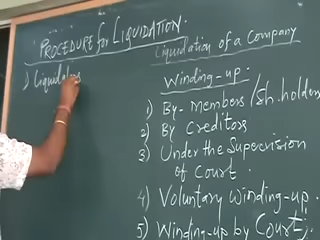 PROCEDURE for LIQUIDATION.
1) Liquidation
Liquidation of a Company
Winding-up.
1) By- Members/Sh.holders
2) By Creditors
3) Under the Supervision
of Court.
4) Voluntary Winding-up.
5) Winding-up by Court;